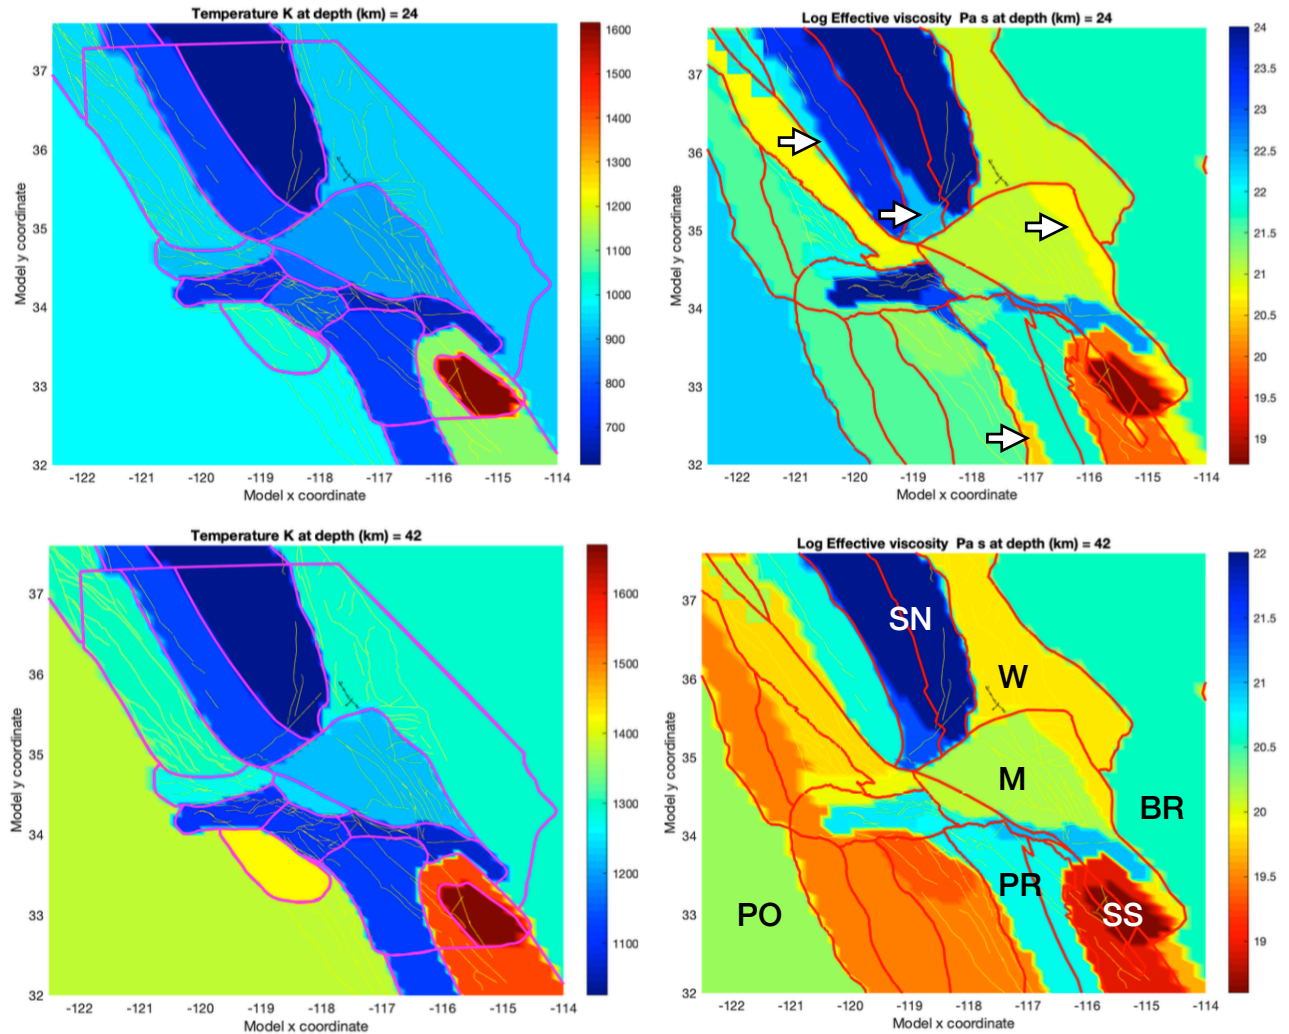 Temperature K at depth (km) = 24
37
36
35
34
33
32
Model y coordinate
-122 -121 -120 -119 -118 -117 -116 -115 -114
Model x coordinate
1600
1500
1400
1300
1200
1100
1000
900
800
700
Log Effective viscosity Pa s at depth (km) = 24
37
36
35
34
33
32
Model y coordinate
-122 -121 -120 -119 -118 -117 -116 -115 -114
Model x coordinate
24
23.5
23
22.5
22
21.5
21
20.5
20
19.5
19
Temperature K at depth (km) = 42
37
36
35
34
33
32
Model y coordinate
-122 -121 -120 -119 -118 -117 -116 -115 -114
Model x coordinate
1600
1500
1400
1300
1200
1100
Log Effective viscosity Pa s at depth (km) = 42
37
36
35
34
33
32
Model y coordinate
SN
W
M
BR
PR
PO
SS
-122 -121 -120 -119 -118 -117 -116 -115 -114
Model x coordinate
22
21.5
21
20.5
20
19.5
19